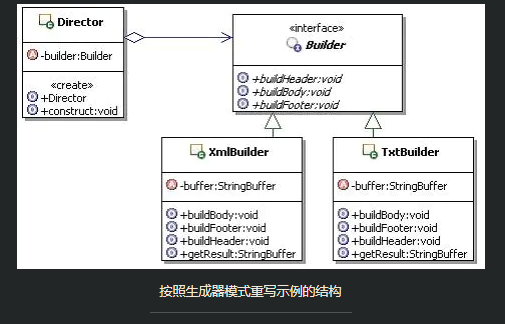 Director
-builder:Builder
«create»
+Director
+construct:void
«interface»
Builder
+buildHeader:void
+buildBody:void
+buildFooter:void
XmlBuilder
-buffer:StringBuffer
+buildBody:void
+buildFooter:void
+buildHeader:void
+getResult:StringBuffer
TxtBuilder
-buffer:StringBuffer
+buildBody:void
+buildFooter:void
+buildHeader:void
+getResult:StringBuffer
按照生成器模式重写示例的结构